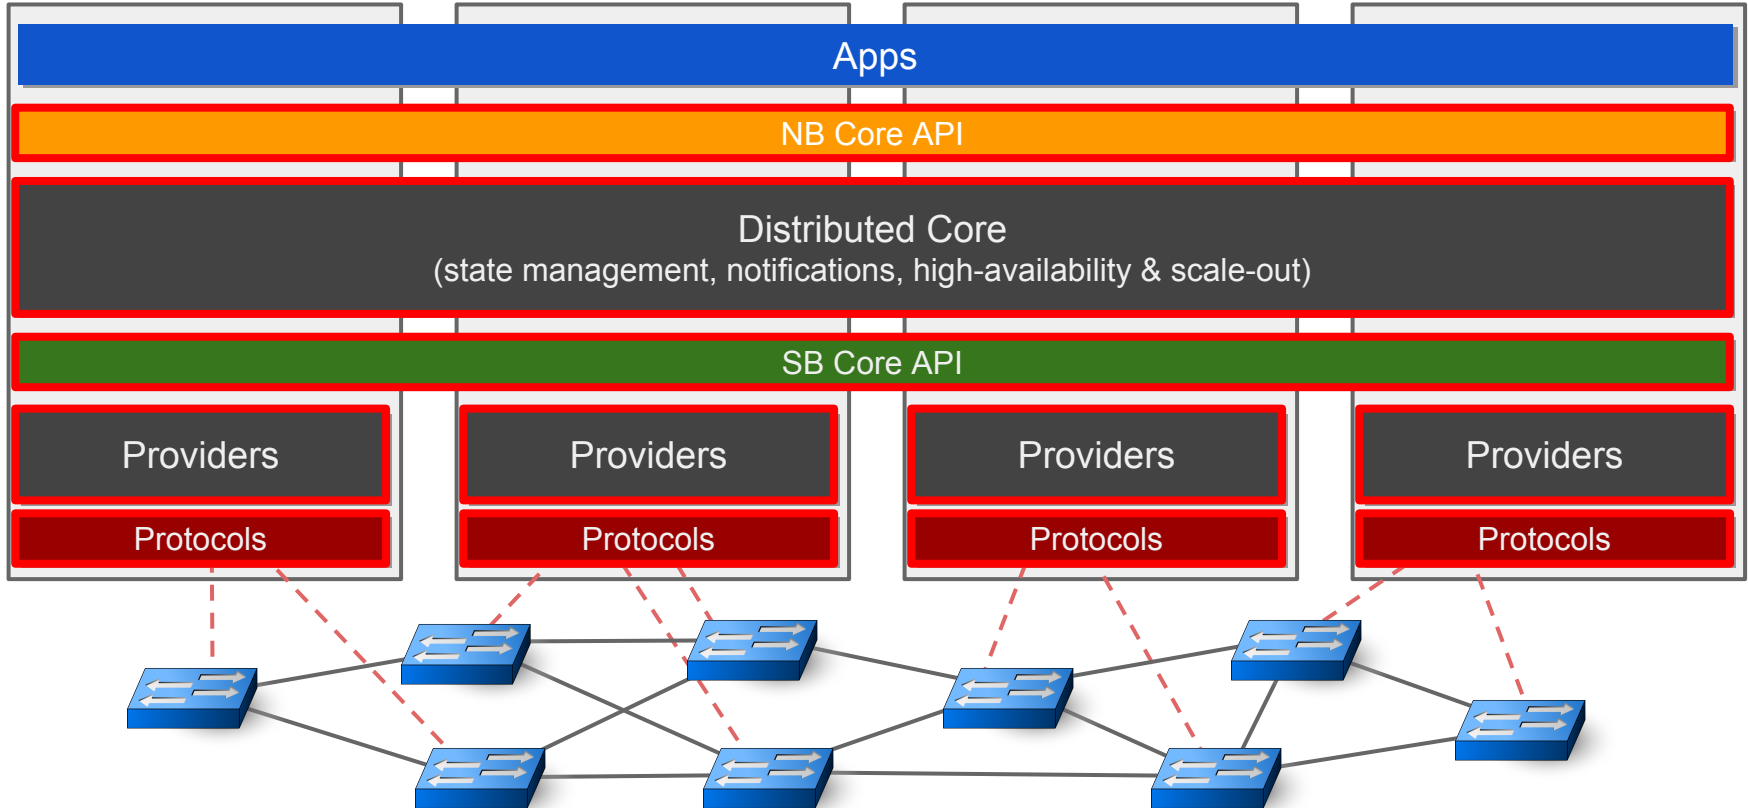 Apps
NB Core API
Distributed Core
(state management, notifications, high-availability & scale-out)
SB Core API
Providers
Providers
Providers
Providers
Protocols
Protocols
Protocols
Protocols